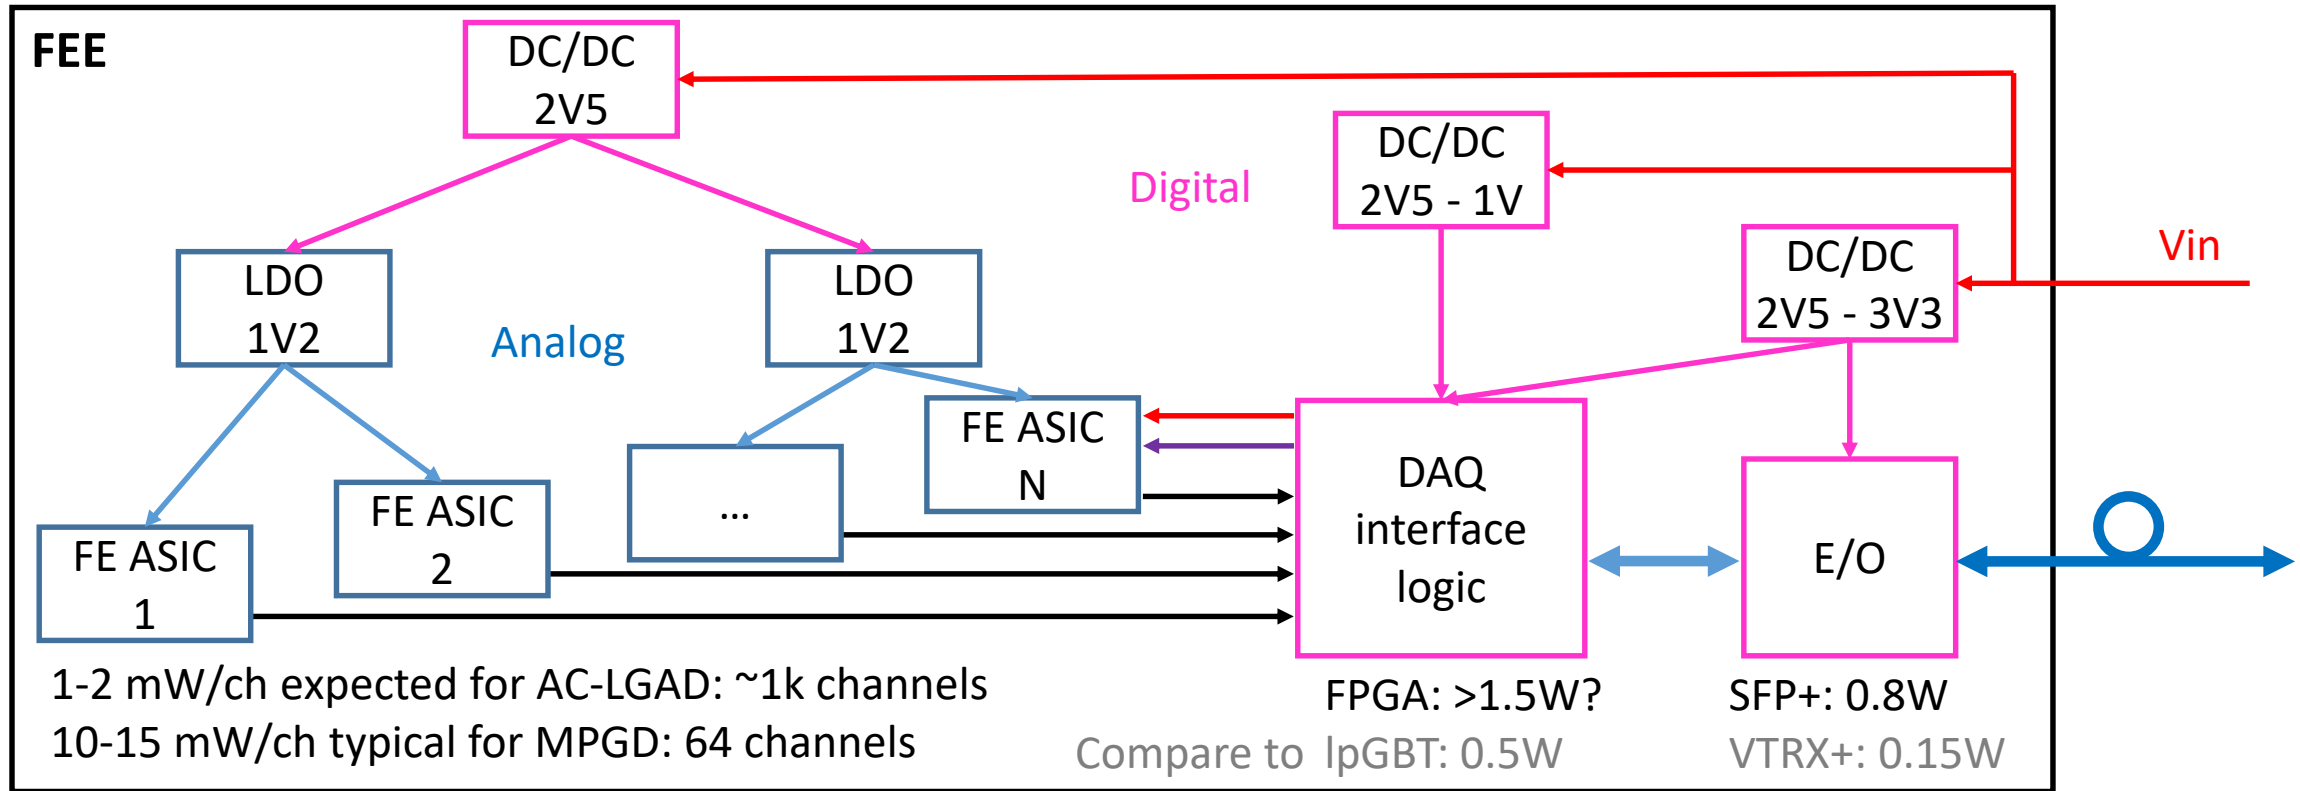 FEE
DC/DC
2V5
DC/DC
2V5 - 1V
Digital
DC/DC
2V5 - 3V3
Vin
LDO
1V2
LDO
1V2
Analog
FE ASIC
1
FE ASIC
2
...
FE ASIC
N
DAQ
interface
logic
E/O
1-2 mW/ch expected for AC-LGAD: ~1k channels
10-15 mW/ch typical for MPGD: 64 channels
FPGA: >1.5W?
SFP+: 0.8W
Compare to lpGBT: 0.5W
VTRX+: 0.15W